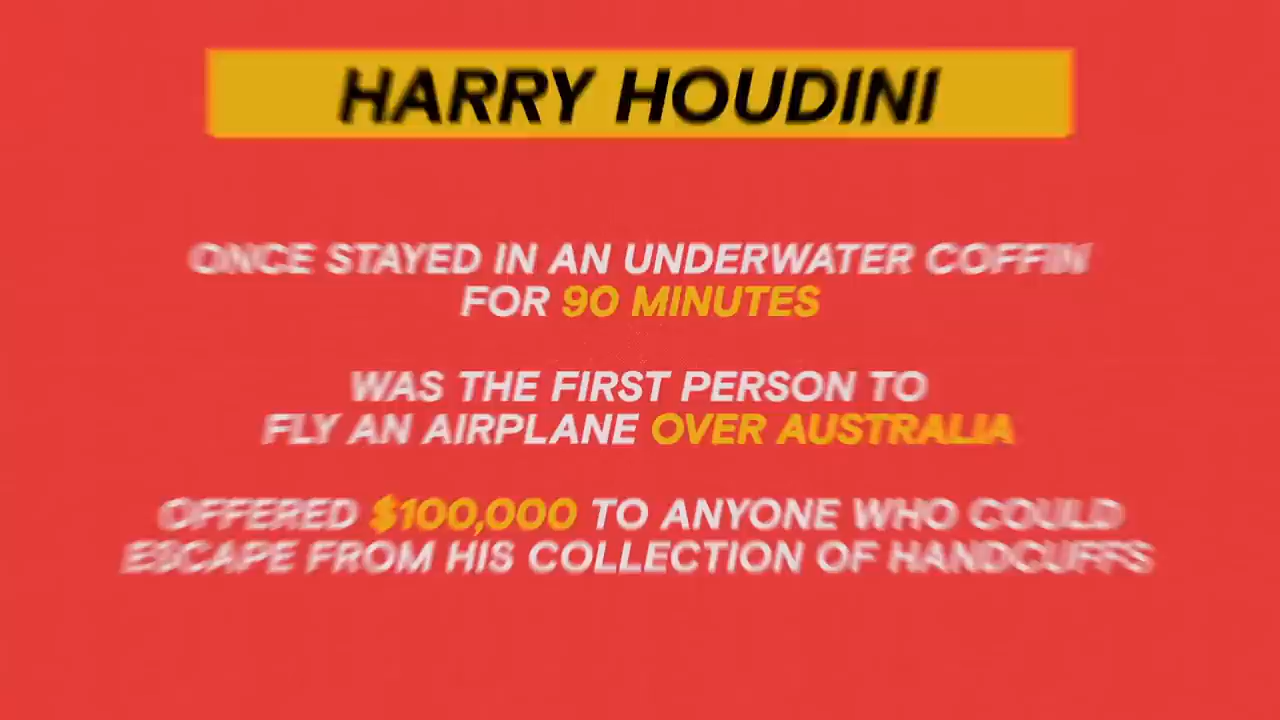 HARRY HOUDINI
ONCE STAYED IN AN UNDERWATER COFFIN
FOR 90 MINUTES
WAS THE FIRST PERSON TO
FLY AN AIRPLANE OVER AUSTRALIA
OFFERED $100,000 TO ANYONE WHO COULD
ESCAPE FROM HIS COLLECTION OF HANDCUFFS